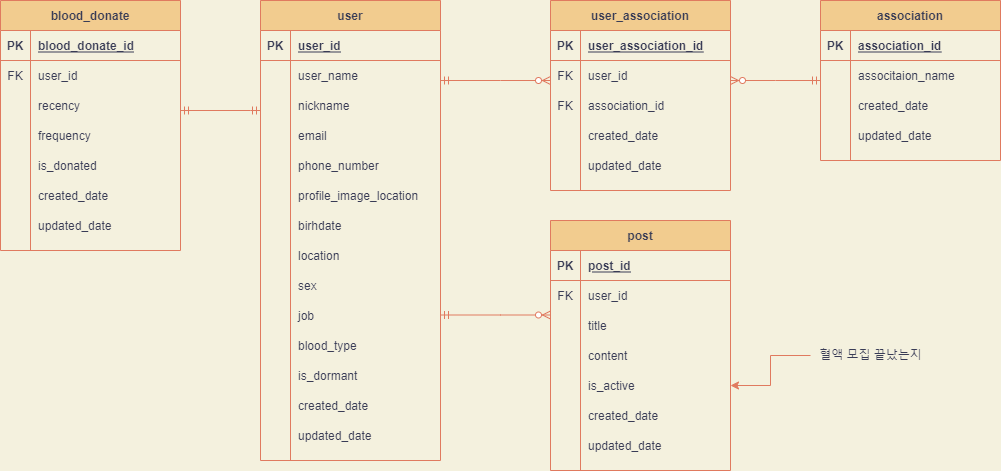 blood_donate
PK blood_donate_id
FK user_id
recency
frequency
is_donated
created_date
updated_date
user
PK user_id
user_name
nickname
email
phone_number
profile_image_location
birhdate
location
sex
job
blood_type
is_dormant
created_date
updated_date
user_association
PK user_association_id
FK user_id
FK association_id
created_date
updated_date
association
PK association_id
associtaion_name
created_date
updated_date
post
PK post_id
FK user_id
title
content
is_active
created_date
updated_date
혈액 모집 끝났는지